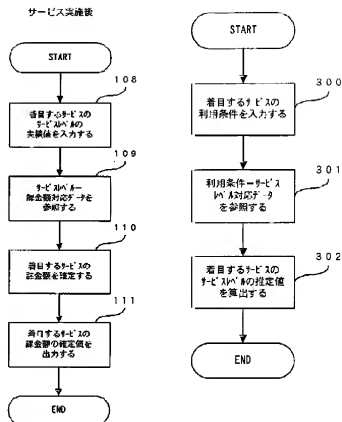 サービス実施後
START
108
着目するサービスの
サービスレベルの
実績値を入力する
109
サービスレベル－
課金額対応データを
参照する
110
着目するサービスの
課金額を確定する
111
着目するサービスの
課金額の確定値を
出力する
END
START
300
着目するサービスの
利用条件を入力する
301
利用条件－サービス
レベル対応データ
を参照する
302
着目するサービスの
サービスレベルの推定値
を算出する
END